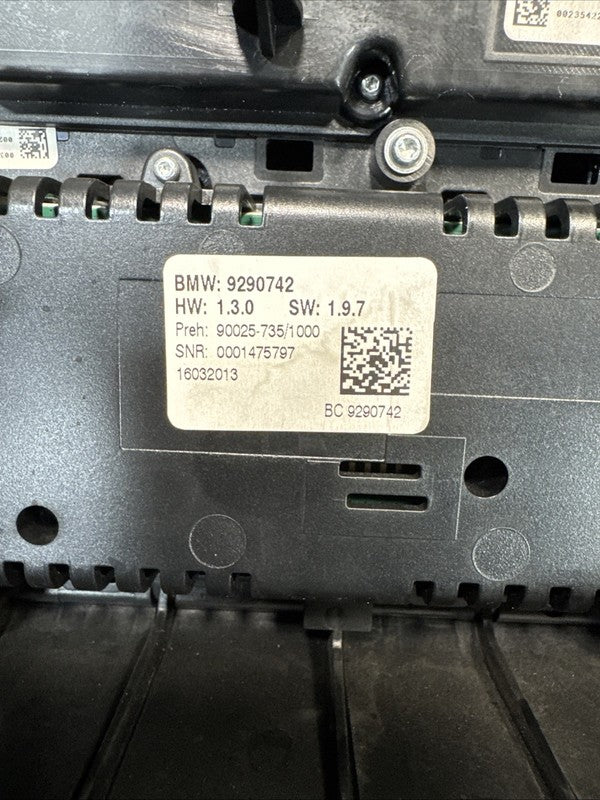 BMW: 9290742
HW: 1.3.0 SW: 1.9.7
Preh: 90025-735/1000
SNR: 0001475797
16032013
BC 9290742